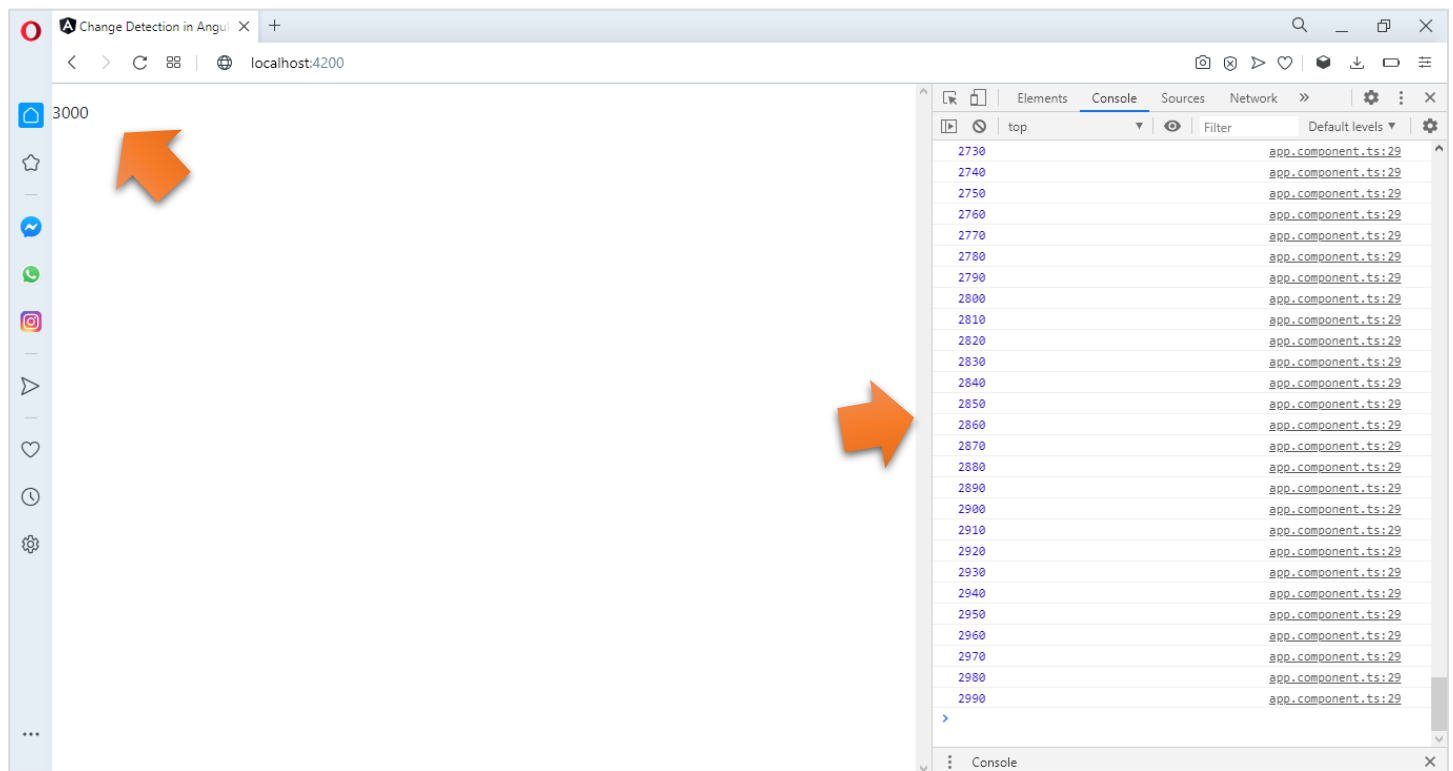 Change Detection in Angul
localhost:4200
3000
Elements Console Sources Network »
top Filter Default levels ▼
2730 app.component.ts:29
2740 app.component.ts:29
2750 app.component.ts:29
2760 app.component.ts:29
2770 app.component.ts:29
2780 app.component.ts:29
2790 app.component.ts:29
2800 app.component.ts:29
2810 app.component.ts:29
2820 app.component.ts:29
2830 app.component.ts:29
2840 app.component.ts:29
2850 app.component.ts:29
2860 app.component.ts:29
2870 app.component.ts:29
2880 app.component.ts:29
2890 app.component.ts:29
2900 app.component.ts:29
2910 app.component.ts:29
2920 app.component.ts:29
2930 app.component.ts:29
2940 app.component.ts:29
2950 app.component.ts:29
2960 app.component.ts:29
2970 app.component.ts:29
2980 app.component.ts:29
2990 app.component.ts:29
Console